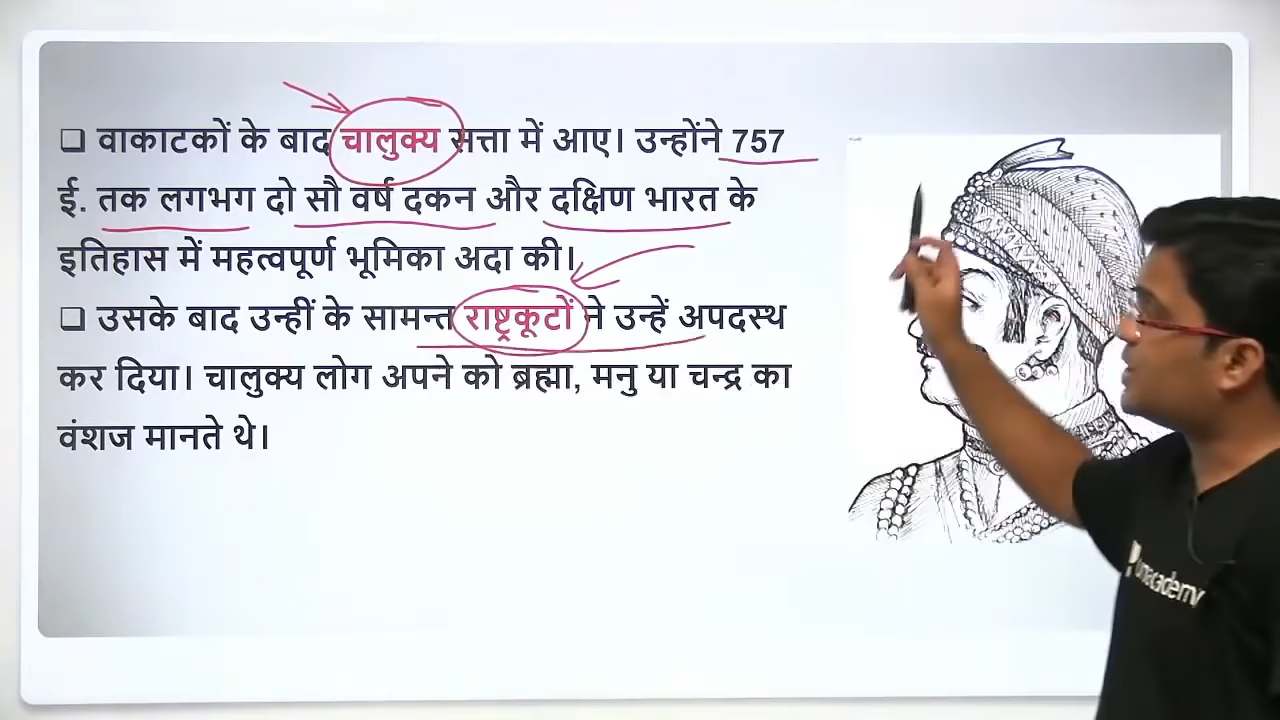 ❑ वाकाटकों के बाद चालुक्य सत्ता में आए। उन्होंने 757
ई. तक लगभग दो सौ वर्ष दकन और दक्षिण भारत के
इतिहास में महत्वपूर्ण भूमिका अदा की।
❑ उसके बाद उन्हीं के सामन्त राष्ट्रकूटों ने उन्हें अपदस्थ
कर दिया। चालुक्य लोग अपने को ब्रह्मा, मनु या चन्द्र का
वंशज मानते थे।
unacademy